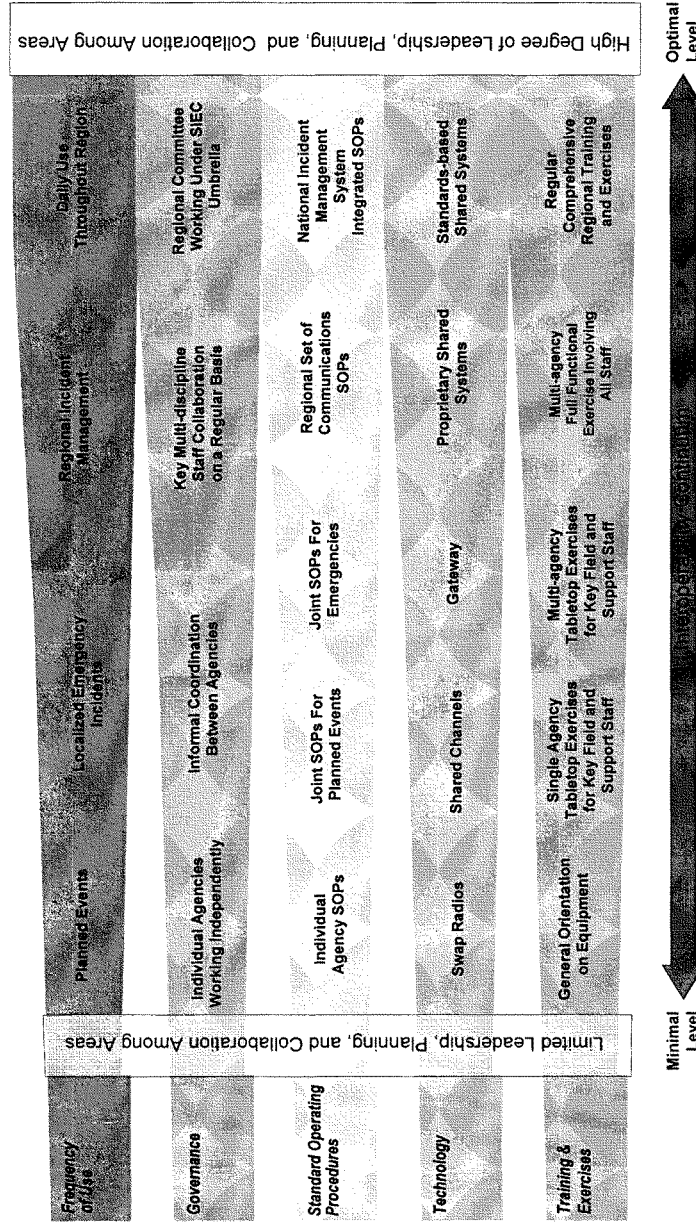 Frequency
of Use
Planned Events
Localized Emergency
Incidents
Regional Incident
Management
Daily Use
Throughout Region
Governance
Individual Agencies
Working Independently
Informal Coordination
Between Agencies
Key Multi-discipline
Staff Collaboration
on a Regular Basis
Regional Committee
Working Under SIEC
Umbrella
Standard Operating
Procedures
Individual
Agency SOPs
Joint SOPs For
Planned Events
Joint SOPs For
Emergencies
Regional Set of
Communications
SOPs
National Incident
Management
System
Integrated SOPs
Technology
Swap Radios
Shared Channels
Gateway
Proprietary Shared
Systems
Standards-based
Shared Systems
Training &
Exercises
General Orientation
on Equipment
Single Agency
Tabletop Exercises
for Key Field and
Support Staff
Multi-agency
Tabletop Exercises
for Key Field and
Support Staff
Multi-agency
Full Functional
Exercise Involving
All Staff
Regular
Comprehensive
Regional Training
and Exercises
Limited Leadership, Planning, and Collaboration Among Areas
High Degree of Leadership, Planning, and Collaboration Among Areas
Minimal
Level
Interoperability Continuum
Optimal
Level